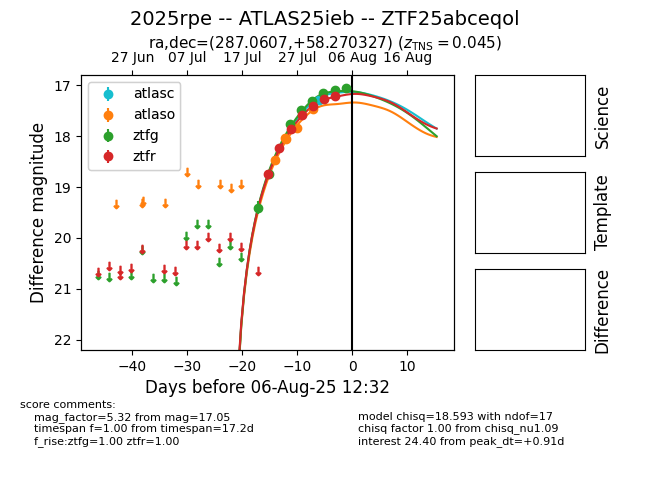 2025rpe -- ATLAS25ieb -- ZTF25abceqol
ra,dec=(287.0607,+58.270327) (z_TNS = 0.045)
27 Jun 07 Jul 17 Jul 27 Jul 06 Aug 16 Aug
17
18
19
20
21
22
Difference magnitude
atlasc
atlaso
ztfg
ztfr
−40 −30 −20 −10 0 10
Days before 06-Aug-25 12:32
Science
Template
Difference
score comments:
mag_factor=5.32 from mag=17.05
timespan f=1.00 from timespan=17.2d
f_rise:ztfg=1.00 ztfr=1.00
model chisq=18.593 with ndof=17
chisq factor 1.00 from chisq_nu1.09
interest 24.40 from peak_dt=+0.91d